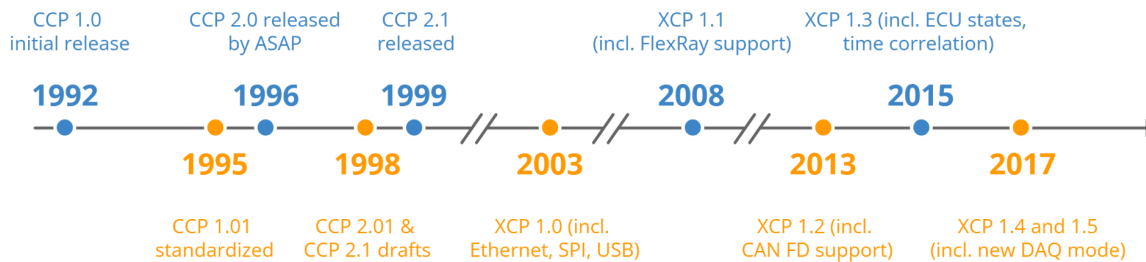 CCP 1.0
initial release
CCP 2.0 released
by ASAP
CCP 2.1
released
XCP 1.1
(incl. FlexRay support)
XCP 1.3 (incl. ECU states,
time correlation)
1992
1996
1999
2008
2015
1995
1998
2003
2013
2017
CCP 1.01
standardized
CCP 2.01 &
CCP 2.1 drafts
XCP 1.0 (incl.
Ethernet, SPI, USB)
XCP 1.2 (incl.
CAN FD support)
XCP 1.4 and 1.5
(incl. new DAQ mode)